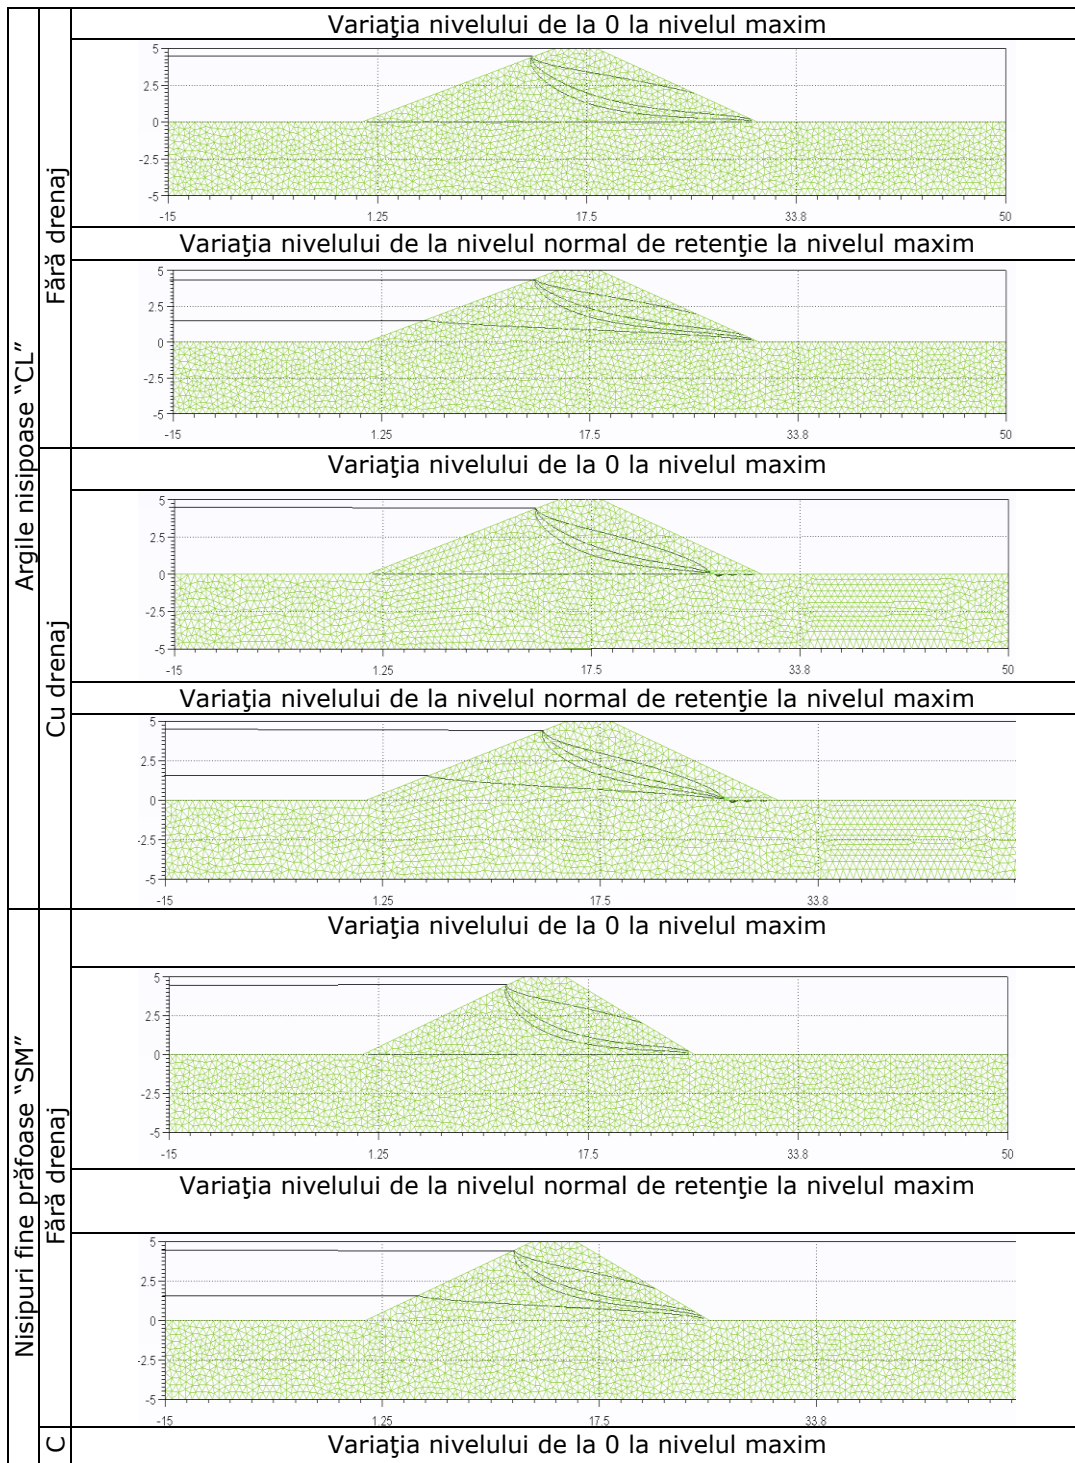 Argile nisipoase “CL”
Fără drenaj
Variaţia nivelului de la 0 la nivelul maxim
5
2.5
0
-2.5
-5
-15 1.25 17.5 33.8 50
Variaţia nivelului de la nivelul normal de retenţie la nivelul maxim
5
2.5
0
-2.5
-5
-15 1.25 17.5 33.8 50
Cu drenaj
Variaţia nivelului de la 0 la nivelul maxim
5
2.5
0
-2.5
-5
-15 1.25 17.5 33.8 50
Variaţia nivelului de la nivelul normal de retenţie la nivelul maxim
5
2.5
0
-2.5
-5
-15 1.25 17.5 33.8
Nisipuri fine prăfoase “SM”
Fără drenaj
Variaţia nivelului de la 0 la nivelul maxim
5
2.5
0
-2.5
-5
-15 1.25 17.5 33.8 50
Variaţia nivelului de la nivelul normal de retenţie la nivelul maxim
5
2.5
0
-2.5
-5
-15 1.25 17.5 33.8
C
Variaţia nivelului de la 0 la nivelul maxim